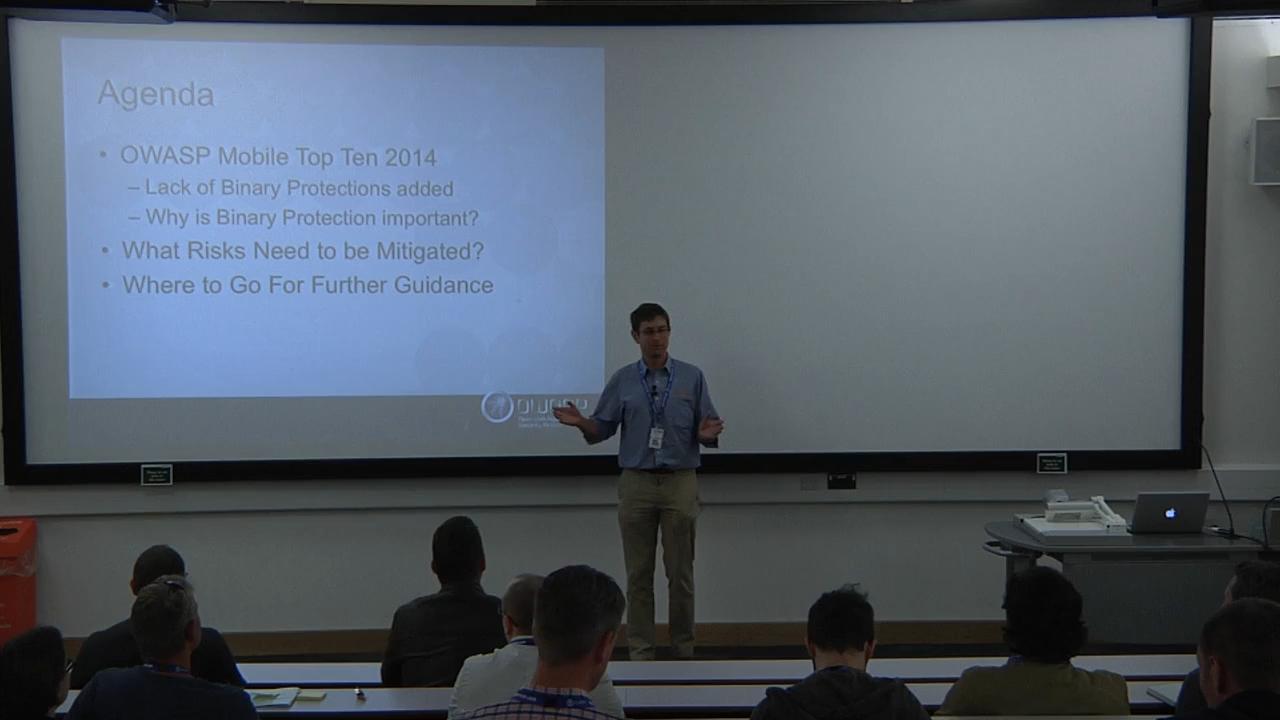 Agenda
• OWASP Mobile Top Ten 2014
– Lack of Binary Protections added
– Why is Binary Protection important?
• What Risks Need to be Mitigated?
• Where to Go For Further Guidance